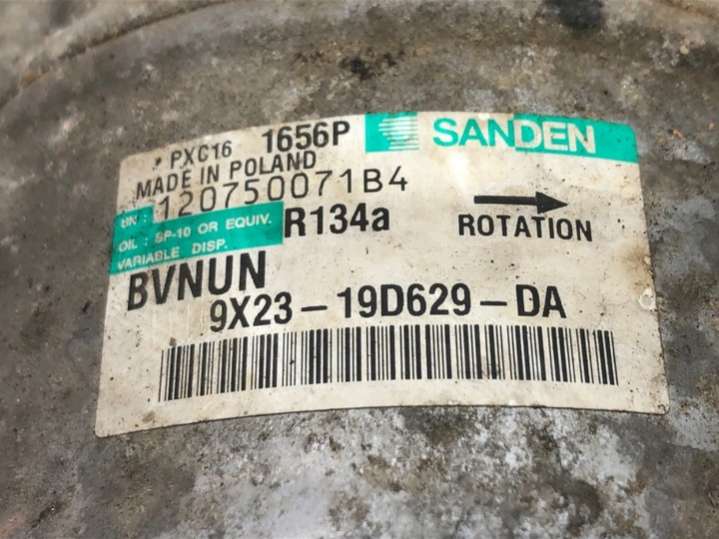 PXC16 1656P SANDEN
MADE IN POLAND
120750071B4
OIL : SP-10 OR EQUIV. R134a ROTATION
VARIABLE DISP.
BVNUN
9X23-19D629-DA